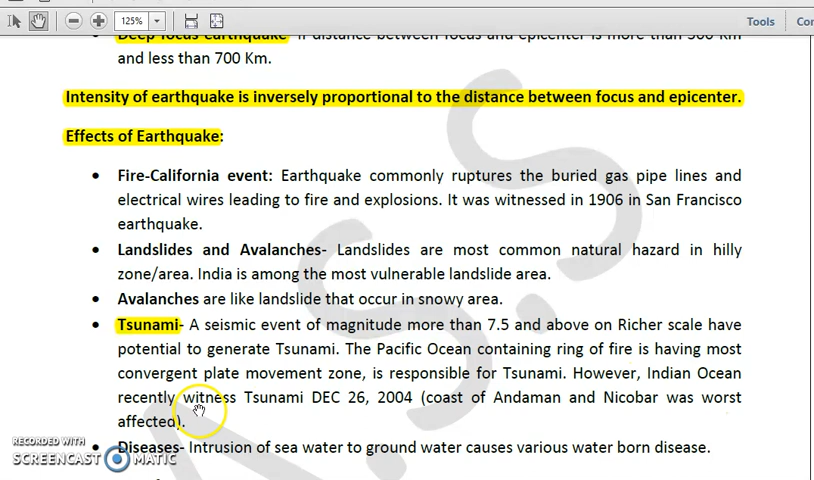 125%
Tools
Deep focus earthquake- if distance between focus and epicenter is more than 300 Km
and less than 700 Km.
Intensity of earthquake is inversely proportional to the distance between focus and epicenter.
Effects of Earthquake:
• Fire-California event: Earthquake commonly ruptures the buried gas pipe lines and
electrical wires leading to fire and explosions. It was witnessed in 1906 in San Francisco
earthquake.
• Landslides and Avalanches- Landslides are most common natural hazard in hilly
zone/area. India is among the most vulnerable landslide area.
• Avalanches are like landslide that occur in snowy area.
• Tsunami- A seismic event of magnitude more than 7.5 and above on Richer scale have
potential to generate Tsunami. The Pacific Ocean containing ring of fire is having most
convergent plate movement zone, is responsible for Tsunami. However, Indian Ocean
recently witness Tsunami DEC 26, 2004 (coast of Andaman and Nicobar was worst
affected).
• Diseases- Intrusion of sea water to ground water causes various water born disease.
RECORDED WITH
SCREENCAST MATIC